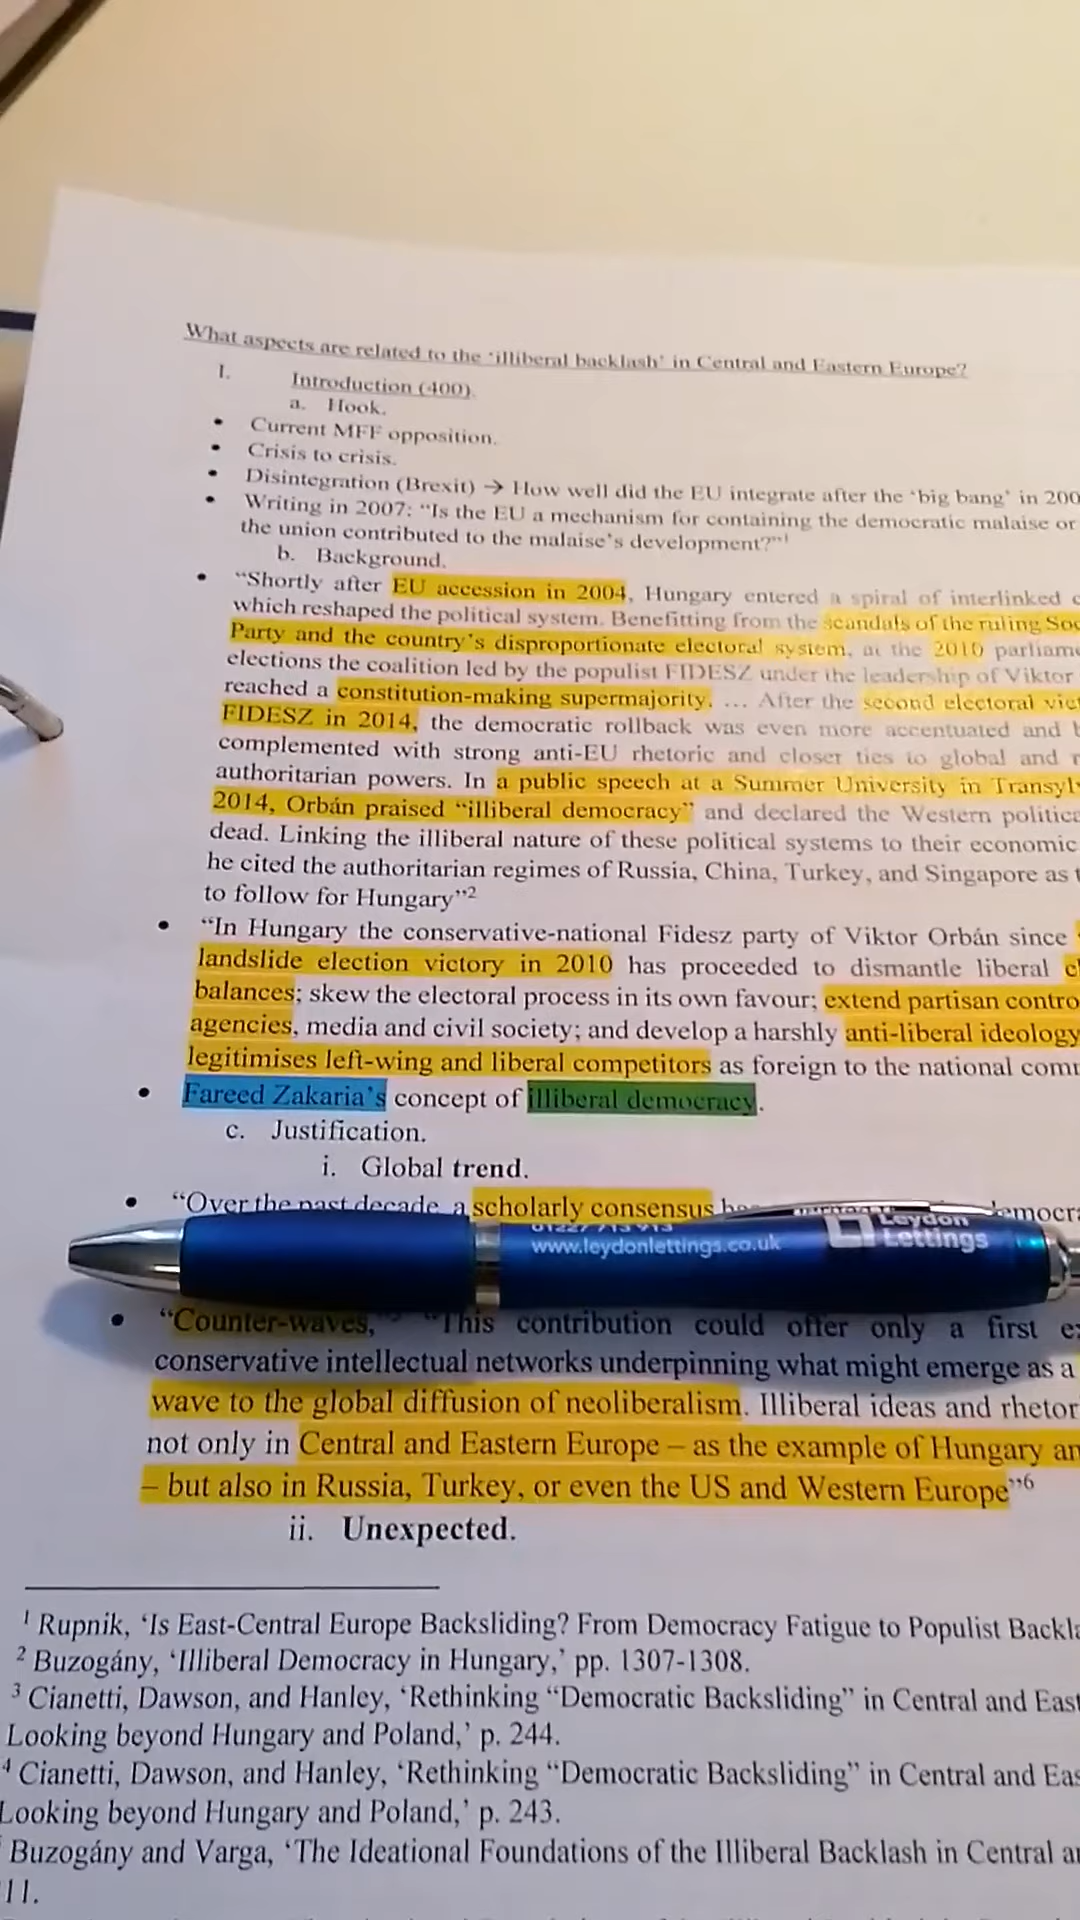 What aspects are related to the 'illiberal backlash' in Central and Eastern Europe?
I. Introduction (400).
a. Hook.
• Current MFF opposition.
• Crisis to crisis.
• Disintegration (Brexit) → How well did the EU integrate after the 'big bang' in 200
• Writing in 2007: “Is the EU a mechanism for containing the democratic malaise or
the union contributed to the malaise's development?”1
b. Background.
• “Shortly after EU accession in 2004, Hungary entered a spiral of interlinked
which reshaped the political system. Benefitting from the scandals of the ruling Soc
Party and the country's disproportionate electoral system, at the 2010 parliame
elections the coalition led by the populist FIDESZ under the leadership of Viktor
reached a constitution-making supermajority. … After the second electoral vic
FIDESZ in 2014, the democratic rollback was even more accentuated and
complemented with strong anti-EU rhetoric and closer ties to global and
authoritarian powers. In a public speech at a Summer University in Transyl
2014, Orbán praised “illiberal democracy” and declared the Western politica
dead. Linking the illiberal nature of these political systems to their economic
he cited the authoritarian regimes of Russia, China, Turkey, and Singapore as
to follow for Hungary”2
• “In Hungary the conservative-national Fidesz party of Viktor Orbán since
landslide election victory in 2010 has proceeded to dismantle liberal
balances; skew the electoral process in its own favour; extend partisan contro
agencies, media and civil society; and develop a harshly anti-liberal ideology
legitimises left-wing and liberal competitors as foreign to the national com
• Fareed Zakaria's concept of illiberal democracy.
c. Justification.
i. Global trend.
• “Over the past decade, a scholarly consensus
www.leydonlettings.co.uk Leydon
Lettings
• “Counter-waves,” “This contribution could offer only a first
conservative intellectual networks underpinning what might emerge as a
wave to the global diffusion of neoliberalism. Illiberal ideas and rhetor
not only in Central and Eastern Europe – as the example of Hungary an
– but also in Russia, Turkey, or even the US and Western Europe”6
ii. Unexpected.
1 Rupnik, ‘Is East-Central Europe Backsliding? From Democracy Fatigue to Populist Backla
2 Buzogány, ‘Illiberal Democracy in Hungary,’ pp. 1307-1308.
3 Cianetti, Dawson, and Hanley, ‘Rethinking “Democratic Backsliding” in Central and East
Looking beyond Hungary and Poland,’ p. 244.
4 Cianetti, Dawson, and Hanley, ‘Rethinking “Democratic Backsliding” in Central and Eas
Looking beyond Hungary and Poland,’ p. 243.
Buzogány and Varga, ‘The Ideational Foundations of the Illiberal Backlash in Central a
11.